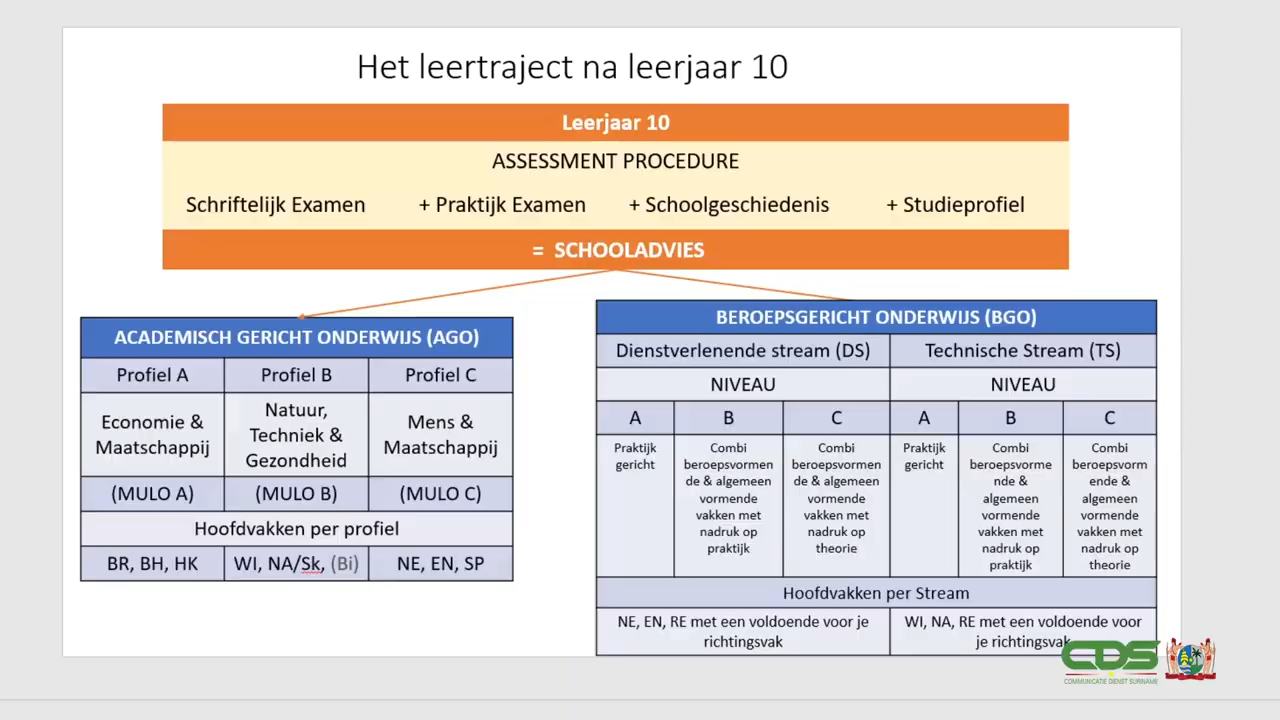 Het leertraject na leerjaar 10
Leerjaar 10
ASSESSMENT PROCEDURE
Schriftelijk Examen + Praktijk Examen + Schoolgeschiedenis + Studieprofiel
= SCHOOLADVIES
ACADEMISCH GERICHT ONDERWIJS (AGO)
Profiel A Profiel B Profiel C
Economie &
Maatschappij
Natuur,
Techniek &
Gezondheid
Mens &
Maatschappij
(MULO A) (MULO B) (MULO C)
Hoofdvakken per profiel
BR, BH, HK WI, NA/Sk, (Bi) NE, EN, SP
BEROEPSGERICHT ONDERWIJS (BGO)
Dienstverlenende stream (DS) Technische Stream (TS)
NIVEAU NIVEAU
A B C A B C
Praktijk
gericht
Combi
beroepsvormen
de & algemeen
vormende
vakken met
nadruk op
praktijk
Combi
beroepsvormen
de & algemeen
vormende
vakken met
nadruk op
theorie
Praktijk
gericht
Combi
beroepsvorme
nde &
algemeen
vormende
vakken met
nadruk op
praktijk
Combi
beroepsvorm
ende &
algemeen
vormende
vakken met
nadruk op
theorie
Hoofdvakken per Stream
NE, EN, RE met een voldoende voor je
richtingsvak
WI, NA, RE met een voldoende voor
je richtingsvak
CDS
COMMUNICATIE DIENST SURINAME